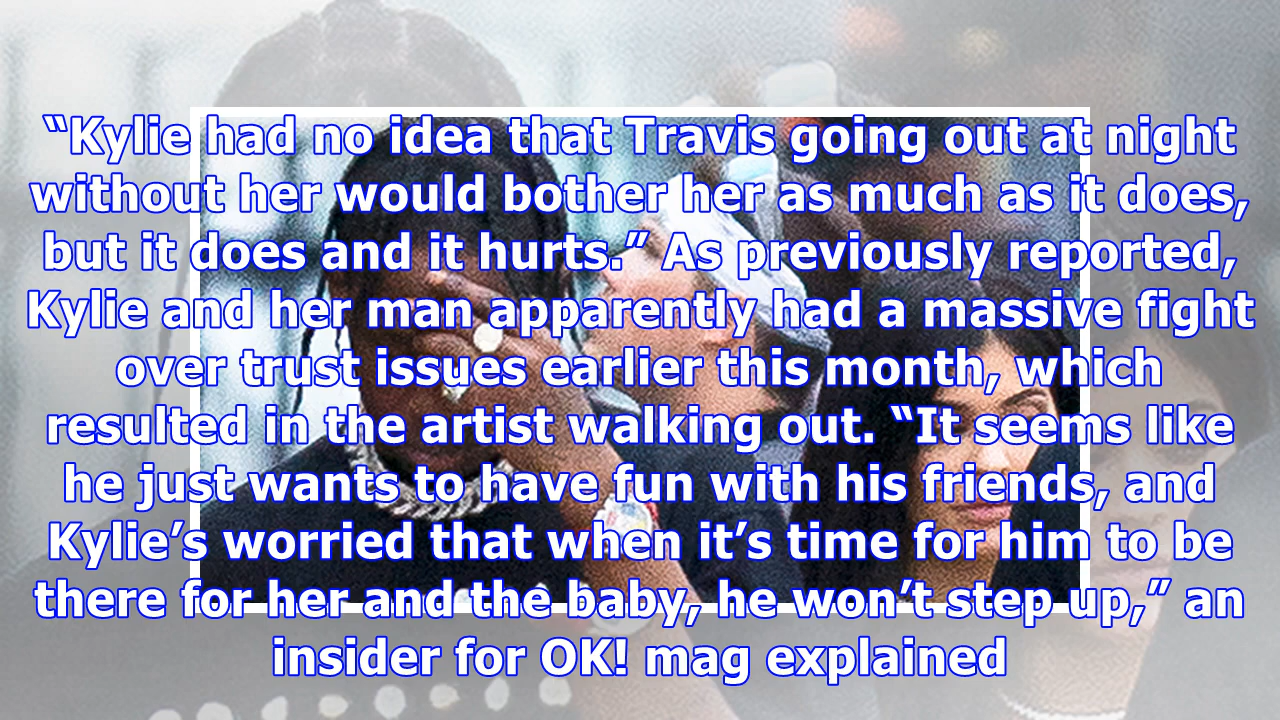 “Kylie had no idea that Travis going out at night
without her would bother her as much as it does,
but it does and it hurts.” As previously reported,
Kylie and her man apparently had a massive fight
over trust issues earlier this month, which
resulted in the artist walking out. “It seems like
he just wants to have fun with his friends, and
Kylie’s worried that when it’s time for him to be
there for her and the baby, he won’t step up,” an
insider for OK! mag explained